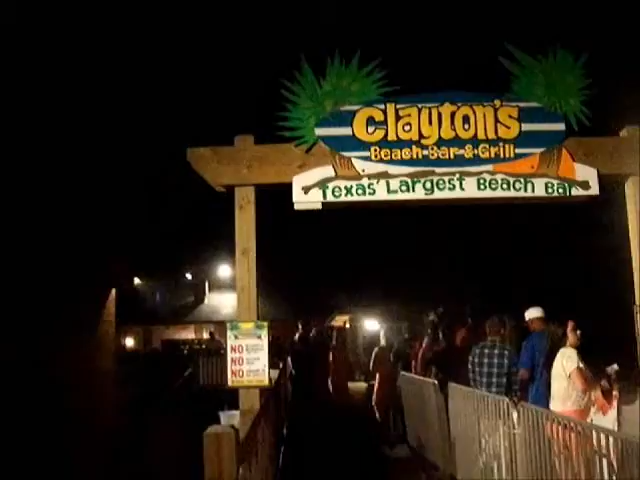 Clayton's
Beach·Bar·&·Grill
Texas' Largest Beach Bar
NO
NO
NO